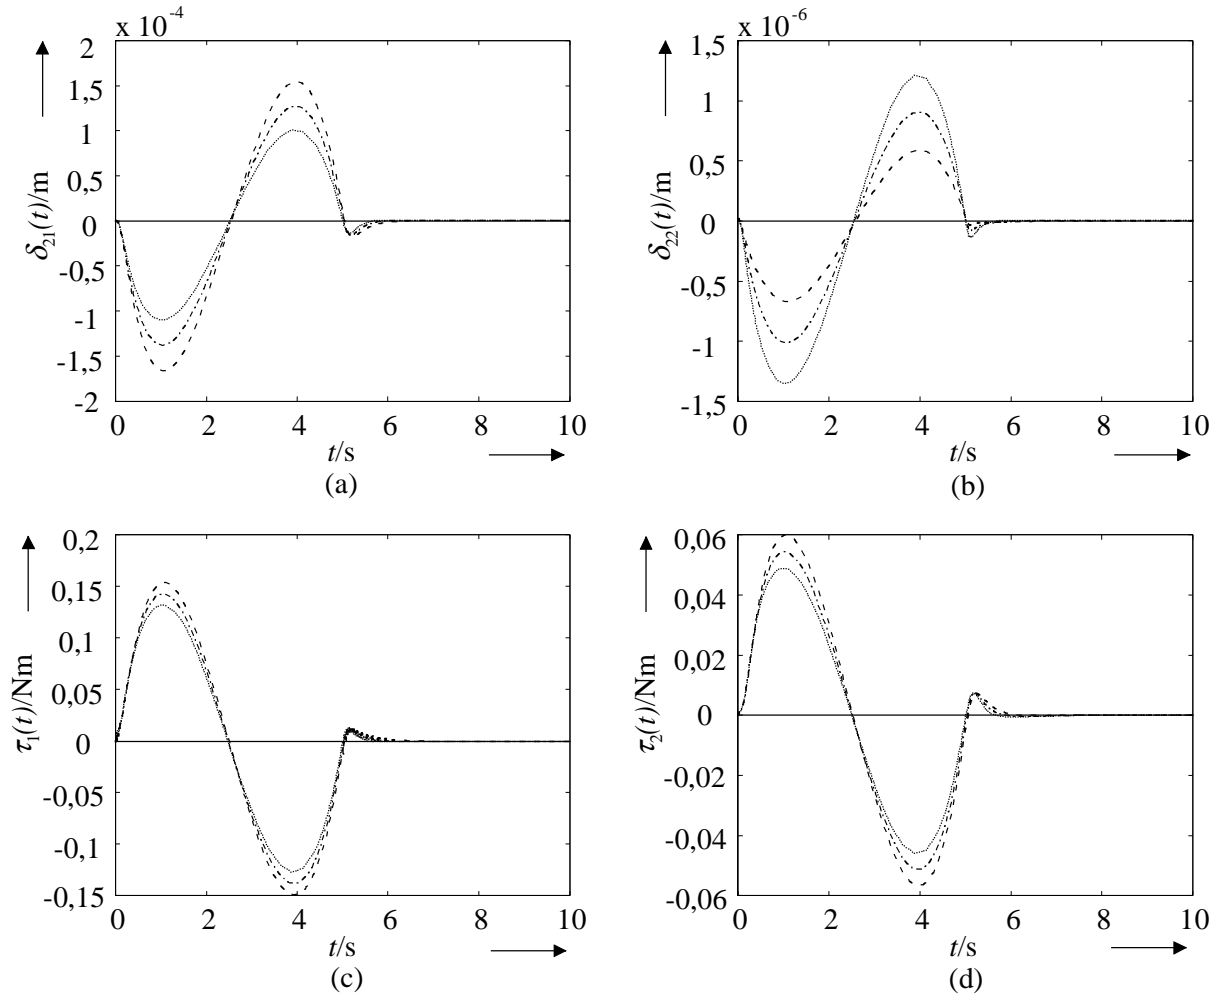 x 10-4
2
1,5
1
0,5
0
-0,5
-1
-1,5
-2
δ21(t)/m
0 2 4 6 8 10
t/s
(a)
x 10-6
1,5
1
0,5
0
-0,5
-1
-1,5
δ22(t)/m
0 2 4 6 8 10
t/s
(b)
0,2
0,15
0,1
0,05
0
-0,05
-0,1
-0,15
τ1(t)/Nm
0 2 4 6 8 10
t/s
(c)
0,06
0,04
0,02
0
-0,02
-0,04
-0,06
τ2(t)/Nm
0 2 4 6 8 10
t/s
(d)